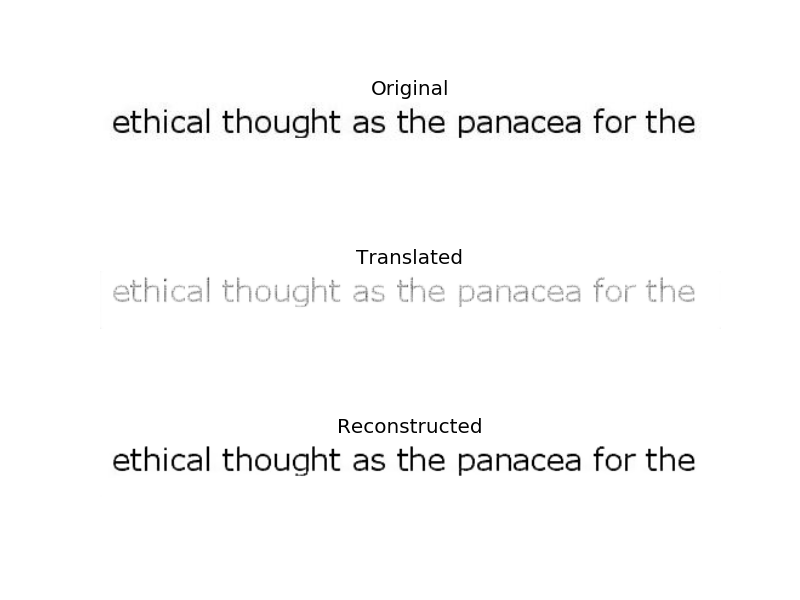 Original
ethical thought as the panacea for the
Translated
ethical thought as the panacea for the
Reconstructed
ethical thought as the panacea for the